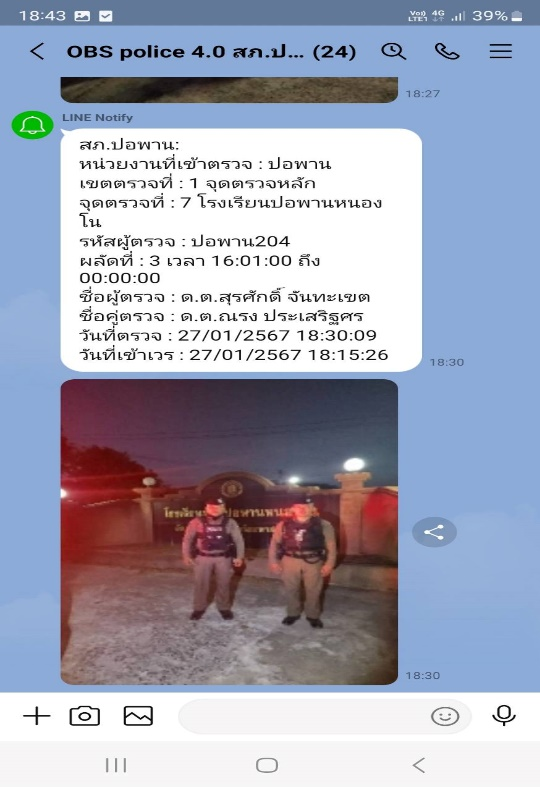 18:43
Vo) 4G
LTE1
39%
OBS police 4.0 สภ.ป... (24)
18:27
LINE Notify
สภ.ปอพาน:
หน่วยงานที่เข้าตรวจ : ปอพาน
เขตตรวจที่ : 1 จุดตรวจหลัก
จุดตรวจที่ : 7 โรงเรียนปอพานหนอง
โน
รหัสผู้ตรวจ : ปอพาน204
ผลัดที่ : 3 เวลา 16:01:00 ถึง
00:00:00
ชื่อผู้ตรวจ : ด.ต.สุรศักดิ์ จันทะเขต
ชื่อคู่ตรวจ : ด.ต.ณรง ประเสริฐศร
วันที่ตรวจ : 27/01/2567 18:30:09
วันที่เข้าเวร : 27/01/2567 18:15:26
18:30
18:30